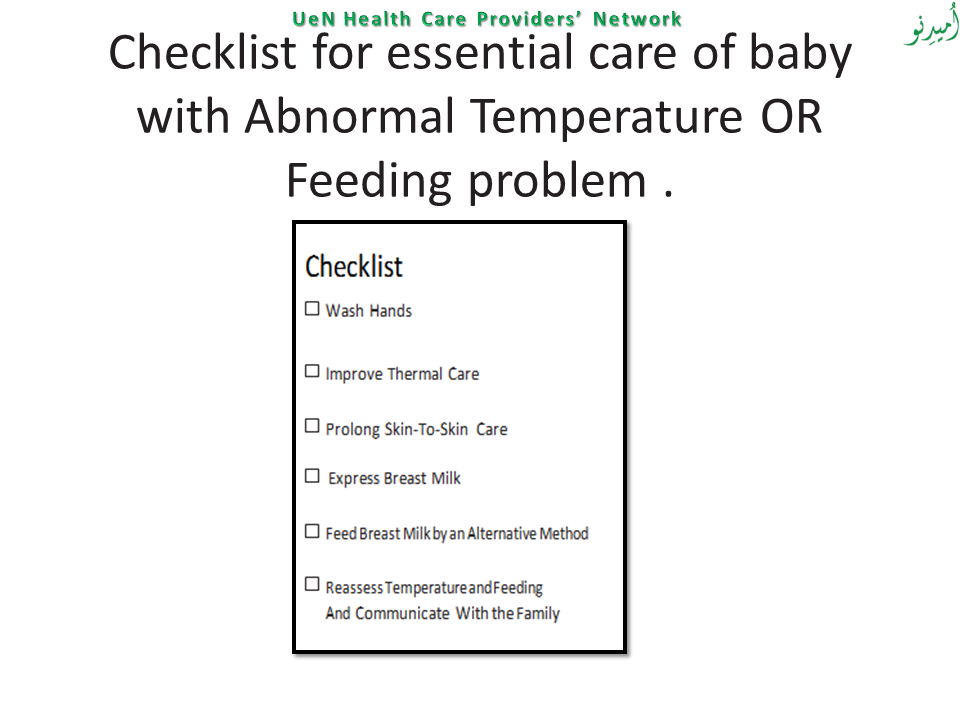 UeN Health Care Providers’ Network
اُمیدِنو
Checklist for essential care of baby
with Abnormal Temperature OR
Feeding problem .
Checklist
Wash Hands
Improve Thermal Care
Prolong Skin-To-Skin Care
Express Breast Milk
Feed Breast Milk by an Alternative Method
Reassess Temperature and Feeding
And Communicate With the Family